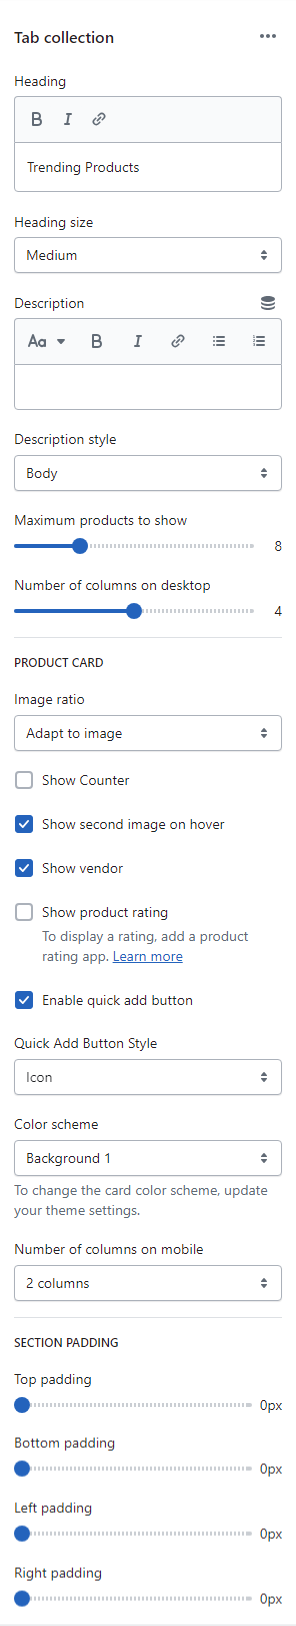 Tab collection
Heading
B I
Trending Products
Heading size
Medium
Description
Aa B I
Description style
Body
Maximum products to show
8
Number of columns on desktop
4
PRODUCT CARD
Image ratio
Adapt to image
Show Counter
Show second image on hover
Show vendor
Show product rating
To display a rating, add a product
rating app. Learn more
Enable quick add button
Quick Add Button Style
Icon
Color scheme
Background 1
To change the card color scheme, update
your theme settings.
Number of columns on mobile
2 columns
SECTION PADDING
Top padding
0px
Bottom padding
0px
Left padding
0px
Right padding
0px